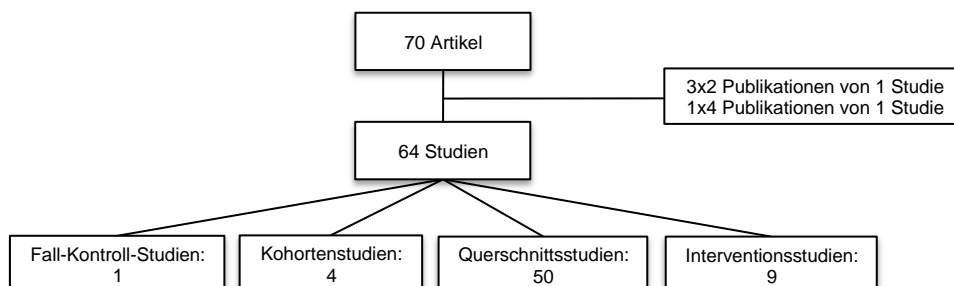 70 Artikel
3x2 Publikationen von 1 Studie
1x4 Publikationen von 1 Studie
64 Studien
Fall-Kontroll-Studien:
1
Kohortenstudien:
4
Querschnittsstudien:
50
Interventionsstudien:
9